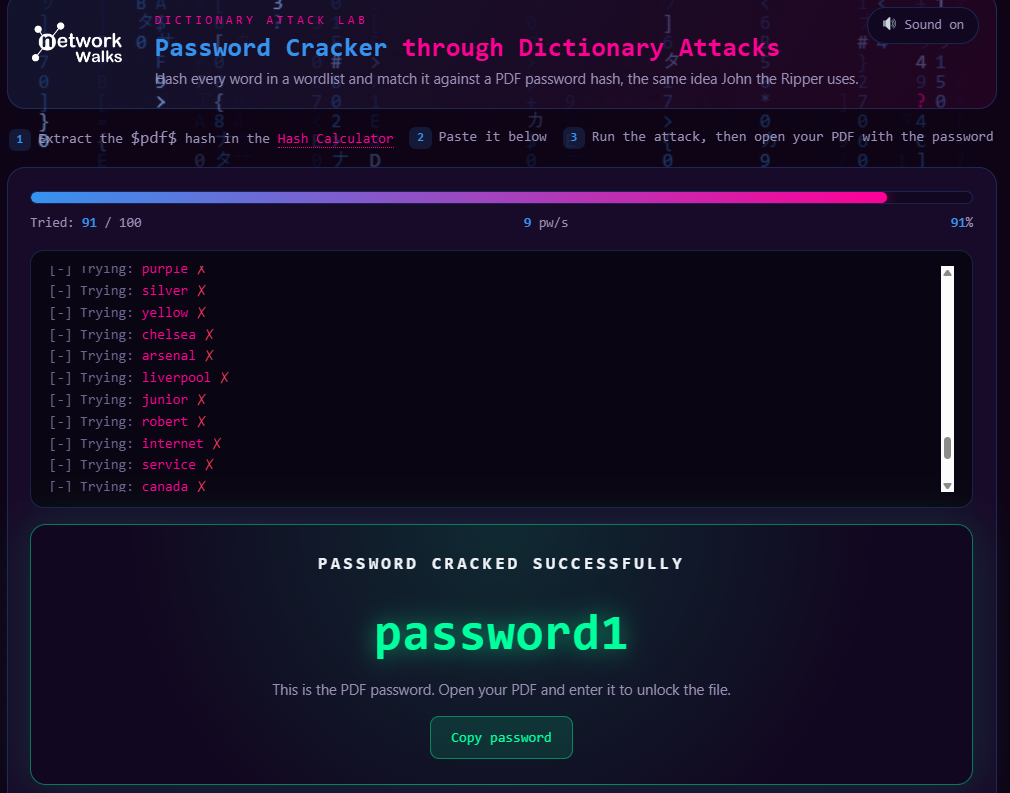 network
Walks
DICTIONARY ATTACK LAB
Password Cracker through Dictionary Attacks
Hash every word in a wordlist and match it against a PDF password hash, the same idea John the Ripper uses.
Sound on
1 Extract the $pdf$ hash in the Hash Calculator 2 Paste it below 3 Run the attack, then open your PDF with the password
Tried: 91 / 100 9 pw/s 91%
[-] Trying: purple ✗
[-] Trying: silver ✗
[-] Trying: yellow ✗
[-] Trying: chelsea ✗
[-] Trying: arsenal ✗
[-] Trying: liverpool ✗
[-] Trying: junior ✗
[-] Trying: robert ✗
[-] Trying: internet ✗
[-] Trying: service ✗
[-] Trying: canada ✗
PASSWORD CRACKED SUCCESSFULLY
password1
This is the PDF password. Open your PDF and enter it to unlock the file.
Copy password